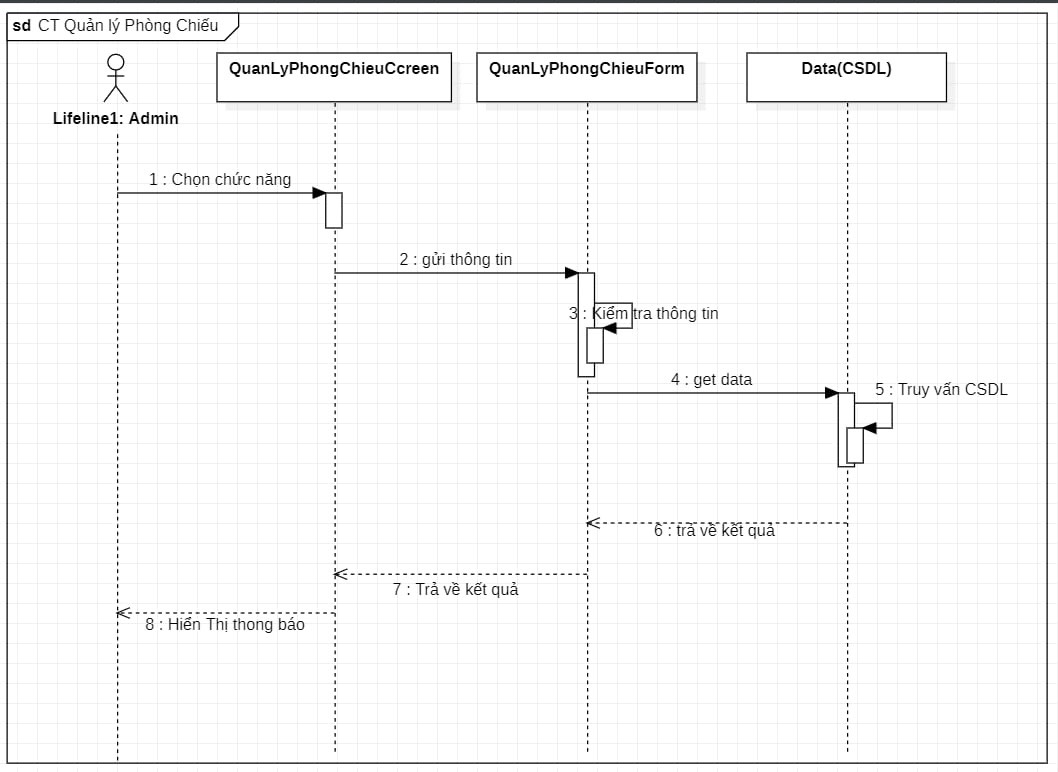 sd CT Quản lý Phòng Chiếu
Lifeline1: Admin
QuanLyPhongChieuCcreen
QuanLyPhongChieuForm
Data(CSDL)
1 : Chọn chức năng
2 : gửi thông tin
3 : Kiểm tra thông tin
4 : get data
5 : Truy vấn CSDL
6 : trả về kết quả
7 : Trả về kết quả
8 : Hiển Thị thong báo